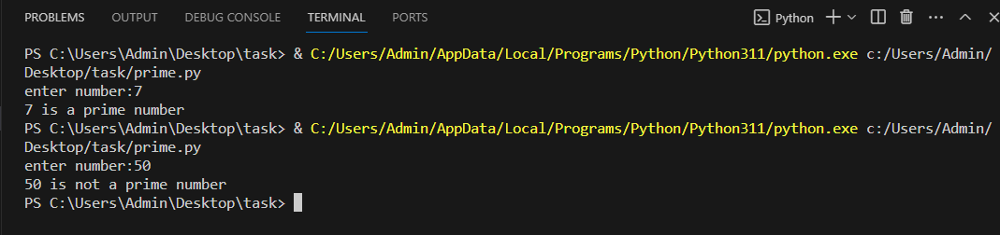 PROBLEMS OUTPUT DEBUG CONSOLE TERMINAL PORTS Python
PS C:\Users\Admin\Desktop\task> & C:/Users/Admin/AppData/Local/Programs/Python/Python311/python.exe c:/Users/Admin/
Desktop/task/prime.py
enter number:7
7 is a prime number
PS C:\Users\Admin\Desktop\task> & C:/Users/Admin/AppData/Local/Programs/Python/Python311/python.exe c:/Users/Admin/
Desktop/task/prime.py
enter number:50
50 is not a prime number
PS C:\Users\Admin\Desktop\task>